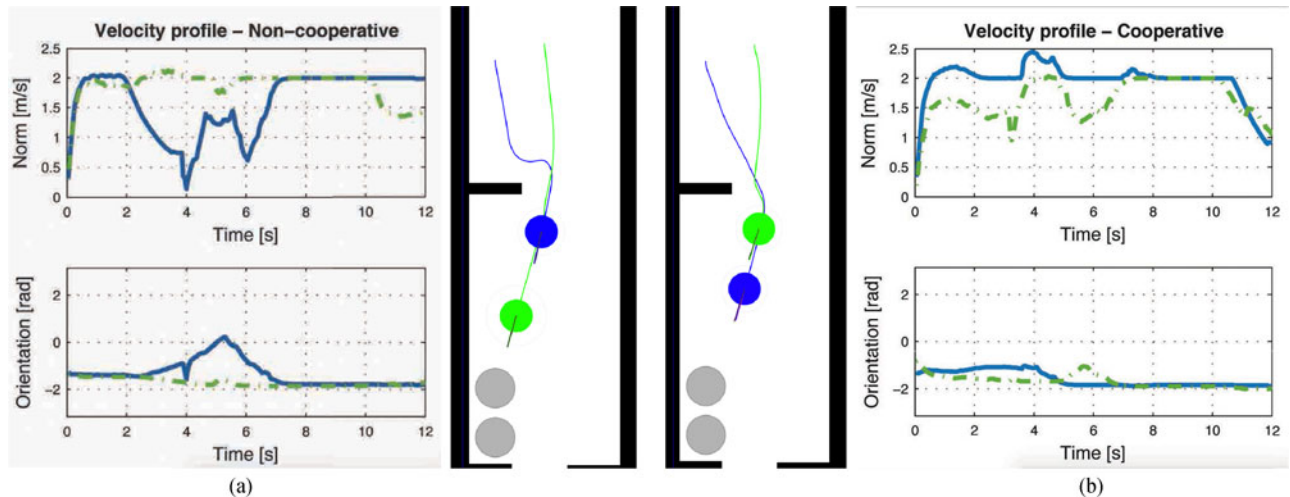 Velocity profile – Non–cooperative
2.5
2
1.5
1
0.5
0
Norm [m/s]
0 2 4 6 8 10 12
Time [s]
2
0
−2
Orientation [rad]
0 2 4 6 8 10 12
Time [s]
(a)
Velocity profile – Cooperative
2.5
2
1.5
1
0.5
0
Norm [m/s]
0 2 4 6 8 10 12
Time [s]
2
0
−2
Orientation [rad]
0 2 4 6 8 10 12
Time [s]
(b)